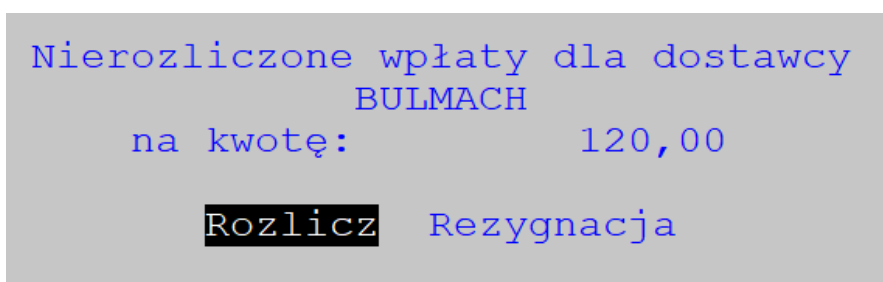 Nierozliczone wpłaty dla dostawcy
BULMACH
na kwotę: 120,00
Rozlicz Rezygnacja